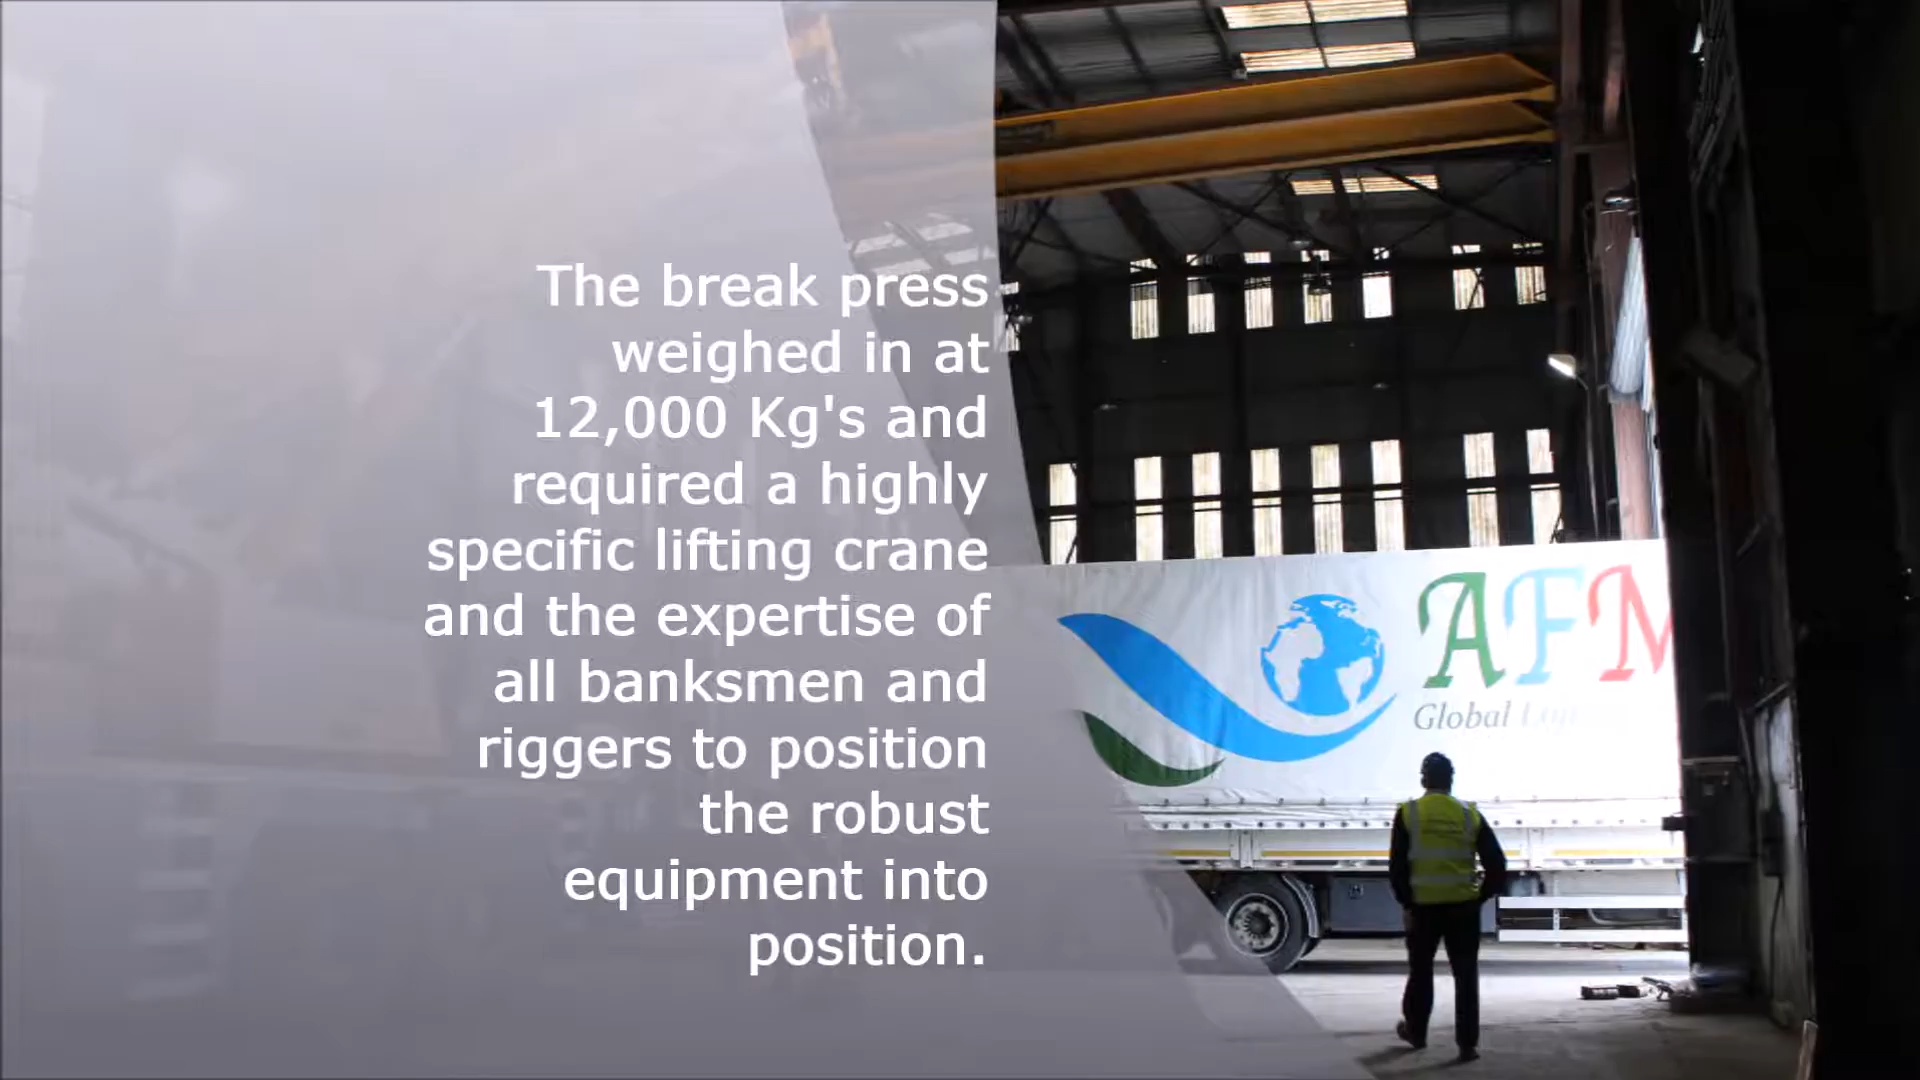 The break press
weighed in at
12,000 Kg's and
required a highly
specific lifting crane
and the expertise of
all banksmen and
riggers to position
the robust
equipment into
position.
AFM
Global